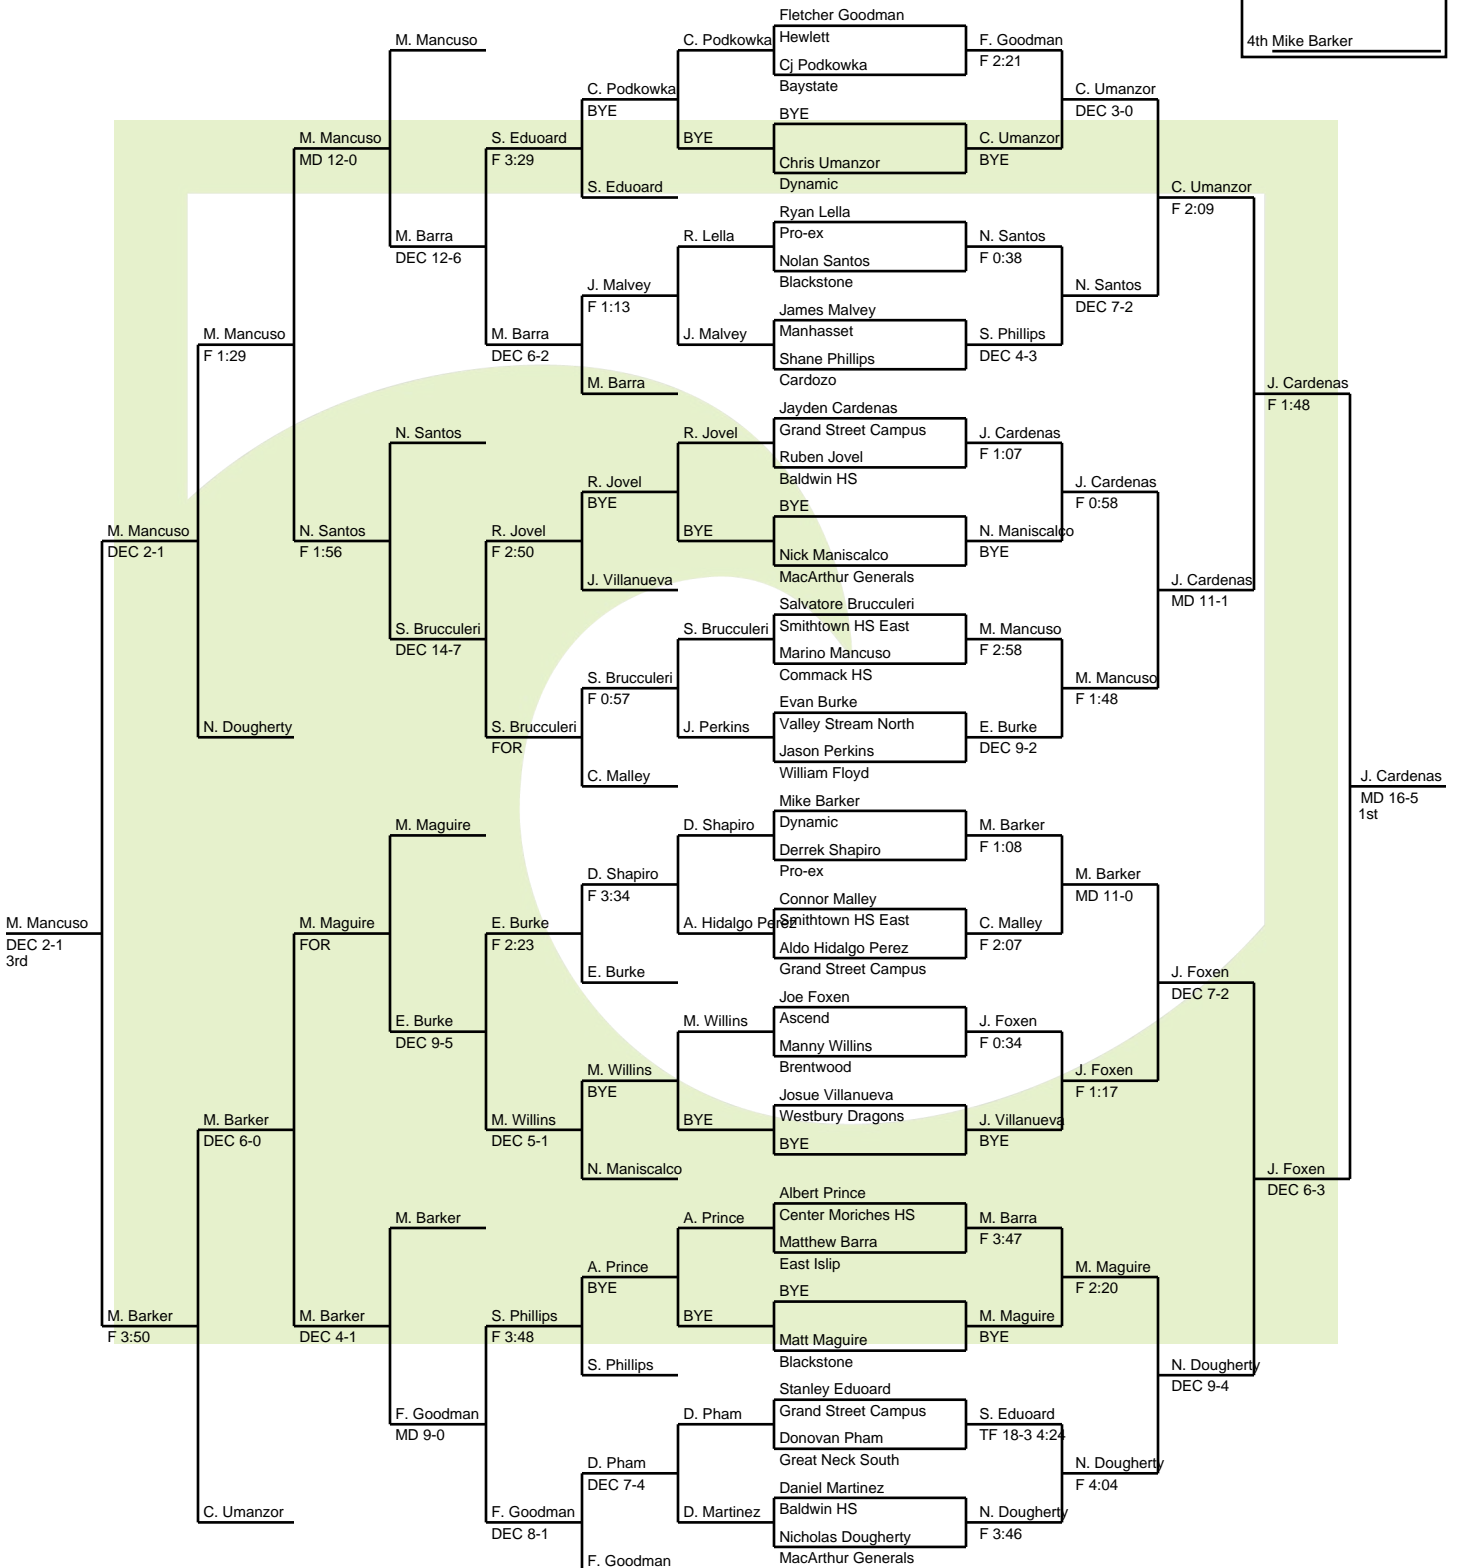 4th Mike Barker
Fletcher Goodman
Hewlett
Cj Podkowka
Baystate
BYE
Chris Umanzor
Dynamic
Ryan Lella
Pro-ex
Nolan Santos
Blackstone
James Malvey
Manhasset
Shane Phillips
Cardozo
Jayden Cardenas
Grand Street Campus
Ruben Jovel
Baldwin HS
BYE
Nick Maniscalco
MacArthur Generals
Salvatore Brucculeri
Smithtown HS East
Marino Mancuso
Commack HS
Evan Burke
Valley Stream North
Jason Perkins
William Floyd
Mike Barker
Dynamic
Derrek Shapiro
Pro-ex
Connor Malley
Smithtown HS East
Aldo Hidalgo Perez
Grand Street Campus
Joe Foxen
Ascend
Manny Willins
Brentwood
Josue Villanueva
Westbury Dragons
BYE
Albert Prince
Center Moriches HS
Matthew Barra
East Islip
BYE
Matt Maguire
Blackstone
Stanley Eduoard
Grand Street Campus
Donovan Pham
Great Neck South
Daniel Martinez
Baldwin HS
Nicholas Dougherty
MacArthur Generals
F. Goodman
F 2:21
C. Umanzor
BYE
N. Santos
F 0:38
S. Phillips
DEC 4-3
J. Cardenas
F 1:07
N. Maniscalco
BYE
M. Mancuso
F 2:58
E. Burke
DEC 9-2
M. Barker
F 1:08
C. Malley
F 2:07
J. Foxen
F 0:34
J. Villanueva
BYE
M. Barra
F 3:47
M. Maguire
BYE
S. Eduoard
TF 18-3 4:24
N. Dougherty
F 3:46
C. Umanzor
DEC 3-0
N. Santos
DEC 7-2
J. Cardenas
F 0:58
M. Mancuso
F 1:48
M. Barker
MD 11-0
J. Foxen
F 1:17
M. Maguire
F 2:20
N. Dougherty
F 4:04
C. Umanzor
F 2:09
J. Cardenas
MD 11-1
J. Foxen
DEC 7-2
N. Dougherty
DEC 9-4
J. Cardenas
F 1:48
J. Foxen
DEC 6-3
J. Cardenas
MD 16-5
1st
C. Podkowka
BYE
R. Lella
J. Malvey
R. Jovel
BYE
S. Brucculeri
J. Perkins
D. Shapiro
A. Hidalgo Perez
M. Willins
BYE
A. Prince
BYE
D. Pham
D. Martinez
C. Podkowka
BYE
S. Eduoard
J. Malvey
F 1:13
M. Barra
R. Jovel
BYE
J. Villanueva
S. Brucculeri
F 0:57
C. Malley
D. Shapiro
F 3:34
E. Burke
M. Willins
BYE
N. Maniscalco
A. Prince
BYE
S. Phillips
D. Pham
DEC 7-4
F. Goodman
S. Eduoard
F 3:29
M. Barra
DEC 6-2
R. Jovel
F 2:50
S. Brucculeri
FOR
E. Burke
F 2:23
M. Willins
DEC 5-1
S. Phillips
F 3:48
F. Goodman
DEC 8-1
M. Mancuso
M. Barra
DEC 12-6
N. Santos
S. Brucculeri
DEC 14-7
M. Maguire
E. Burke
DEC 9-5
M. Barker
F. Goodman
MD 9-0
M. Mancuso
MD 12-0
N. Santos
F 1:56
M. Maguire
FOR
M. Barker
DEC 4-1
M. Mancuso
F 1:29
N. Dougherty
M. Barker
DEC 6-0
C. Umanzor
M. Mancuso
DEC 2-1
M. Barker
F 3:50
M. Mancuso
DEC 2-1
3rd